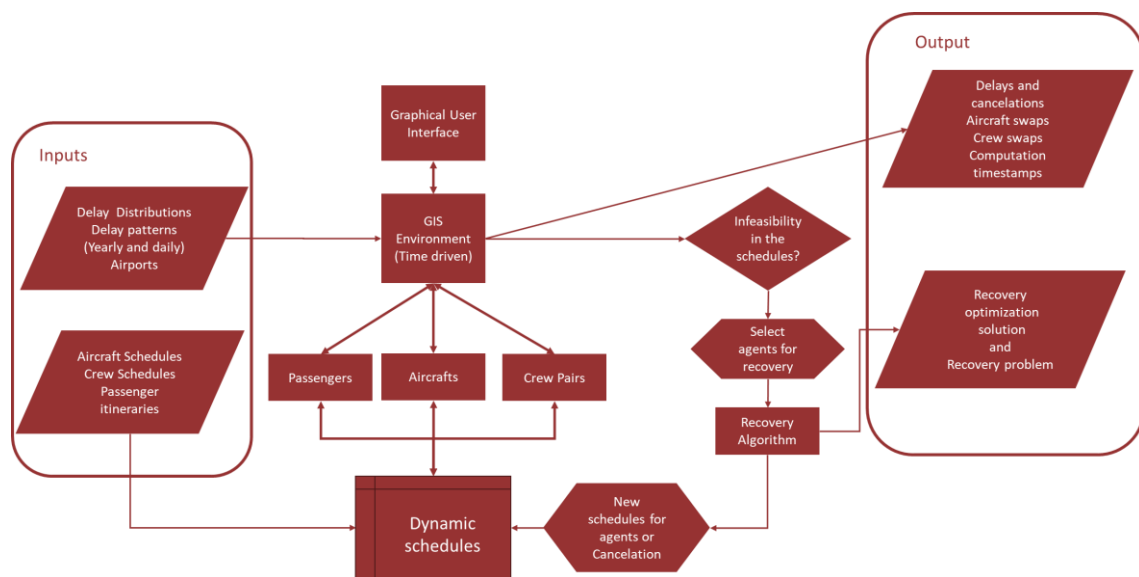 Inputs
Delay Distributions
Delay patterns
(Yearly and daily)
Airports
Aircraft Schedules
Crew Schedules
Passenger
itineraries
Graphical User
Interface
GIS
Environment
(Time driven)
Passengers
Aircrafts
Crew Pairs
Dynamic
schedules
Infeasibility
in the
schedules?
Select
agents for
recovery
Recovery
Algorithm
New
schedules for
agents or
Cancelation
Output
Delays and
cancelations
Aircraft swaps
Crew swaps
Computation
timestamps
Recovery
optimization
solution
and
Recovery problem